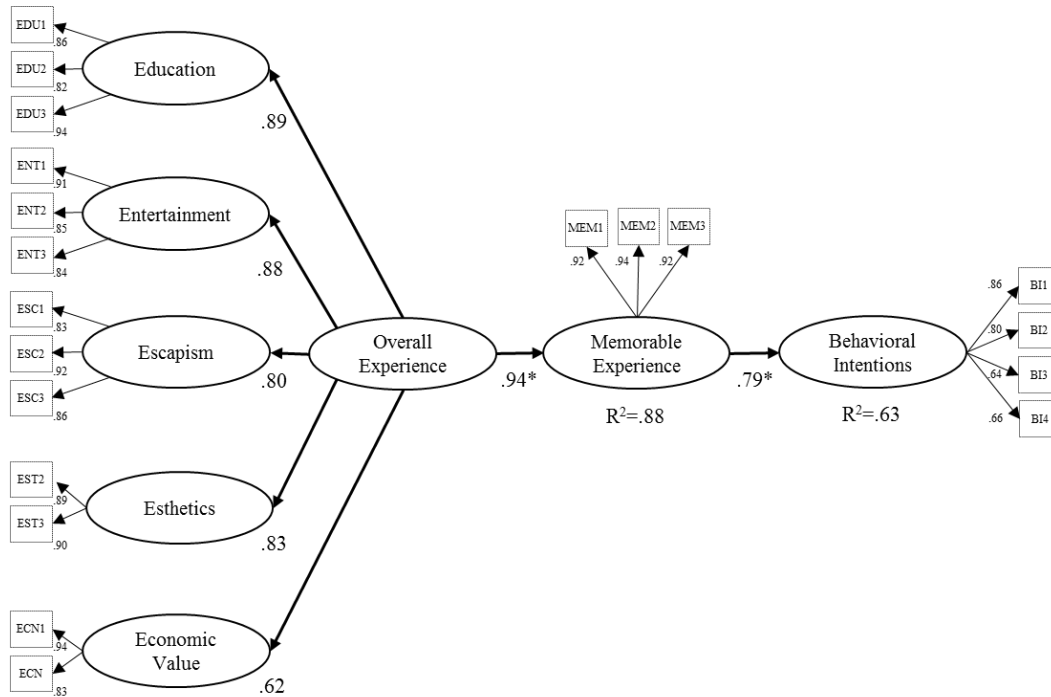 EDU1
.86
EDU2
.82
EDU3
.94
Education
.89
ENT1
.91
ENT2
.85
ENT3
.84
Entertainment
.88
ESC1
.83
ESC2
.92
ESC3
.86
Escapism
.80
EST2
.89
EST3
.90
Esthetics
.83
ECN1
.94
ECN
.83
Economic
Value
.62
Overall
Experience
.94*
MEM1
MEM2
MEM3
.92
.94
.92
Memorable
Experience
R²=.88
.79*
Behavioral
Intentions
R²=.63
.86
BI1
.80
BI2
.64
BI3
.66
BI4